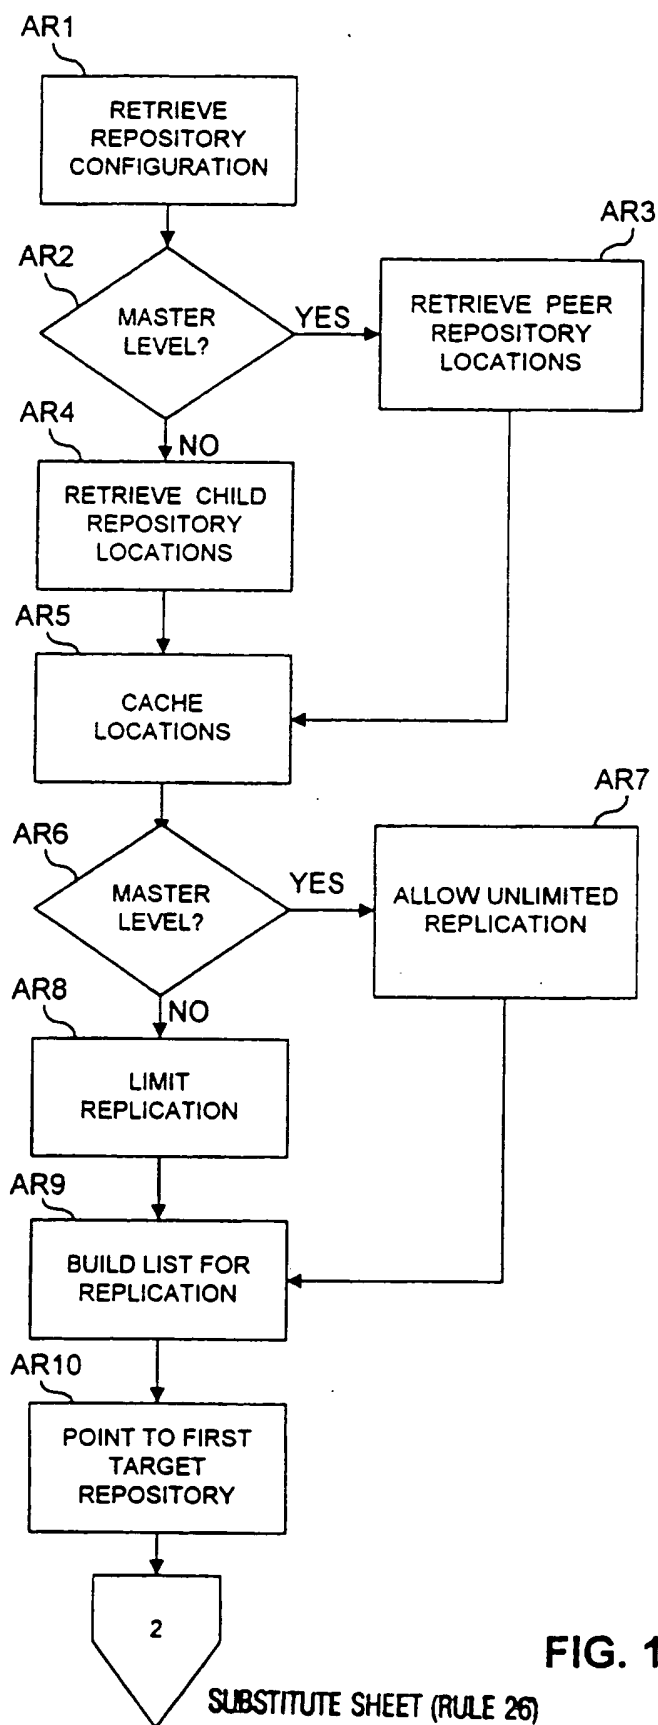 AR1
RETRIEVE
REPOSITORY
CONFIGURATION
AR2
MASTER
LEVEL?
YES
AR3
RETRIEVE PEER
REPOSITORY
LOCATIONS
NO
AR4
RETRIEVE CHILD
REPOSITORY
LOCATIONS
AR5
CACHE
LOCATIONS
AR6
MASTER
LEVEL?
YES
AR7
ALLOW UNLIMITED
REPLICATION
NO
AR8
LIMIT
REPLICATION
AR9
BUILD LIST FOR
REPLICATION
AR10
POINT TO FIRST
TARGET
REPOSITORY
2
FIG. 1
SUBSTITUTE SHEET (RULE 26)